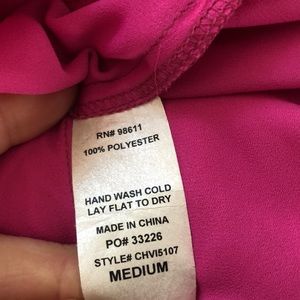 RN# 98611
100% POLYESTER
HAND WASH COLD
LAY FLAT TO DRY
MADE IN CHINA
PO# 33226
STYLE# CHVI5107
MEDIUM